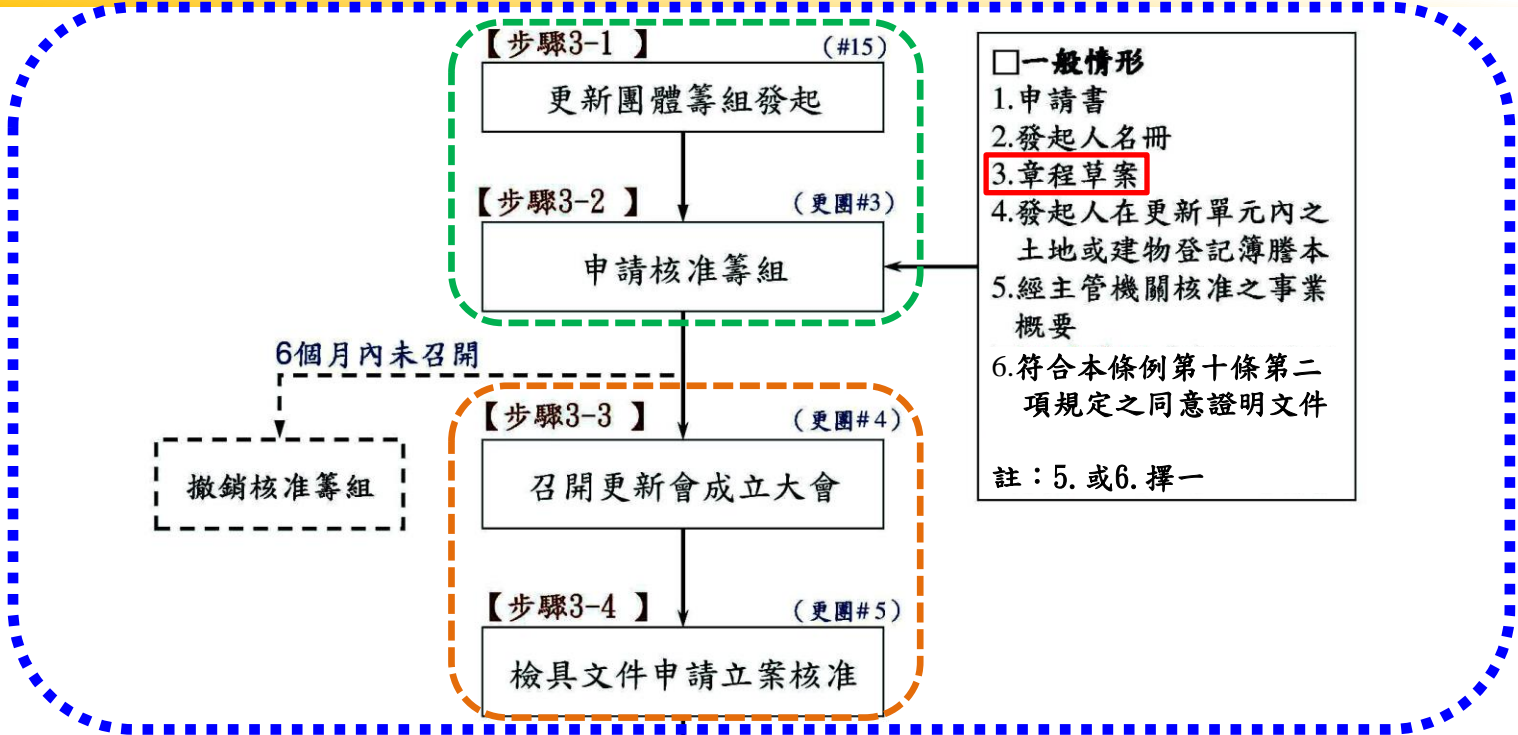 【步驟3-1 】 (#15)
更新團體籌組發起
【步驟3-2 】 (更團#3)
申請核准籌組
6個月內未召開
撤銷核准籌組
【步驟3-3 】 (更團#4)
召開更新會成立大會
【步驟3-4 】 (更團#5)
檢具文件申請立案核准
□一般情形
1.申請書
2.發起人名冊
3.章程草案
4.發起人在更新單元內之
土地或建物登記簿謄本
5.經主管機關核准之事業
概要
6.符合本條例第十條第二
項規定之同意證明文件
註：5.或6.擇一